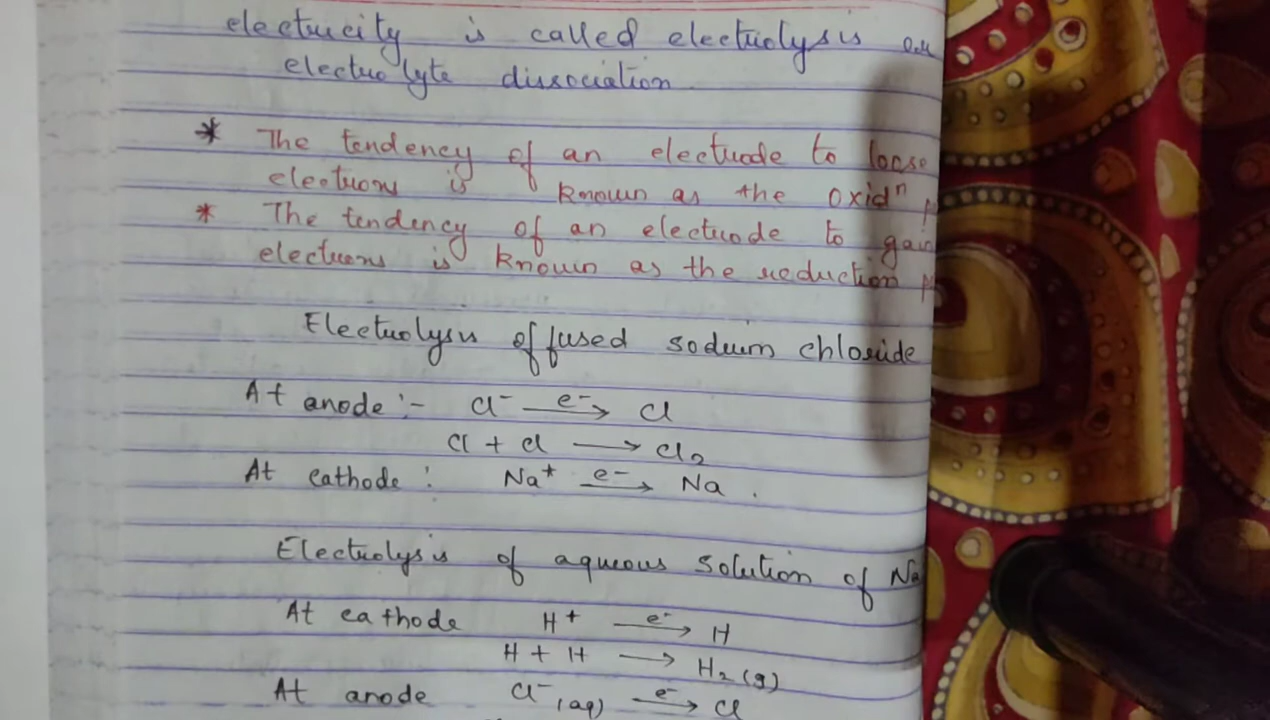 electricity is called electrolysis
electrolyte dissociation
* The tendency of an electrode to loose
electrons is known as the oxidⁿ
* The tendency of an electrode to gain
electrons is known as the reduction
Electrolysis of fused sodium chloride
At anode :- Cl⁻ —e⁻→ Cl
Cl + Cl → Cl₂
At cathode : Na⁺ —e⁻→ Na .
Electrolysis of aqueous solution of Na
At cathode H⁺ —e⁻→ H
H + H → H₂(g)
At anode Cl⁻(aq) —e⁻→ Cl